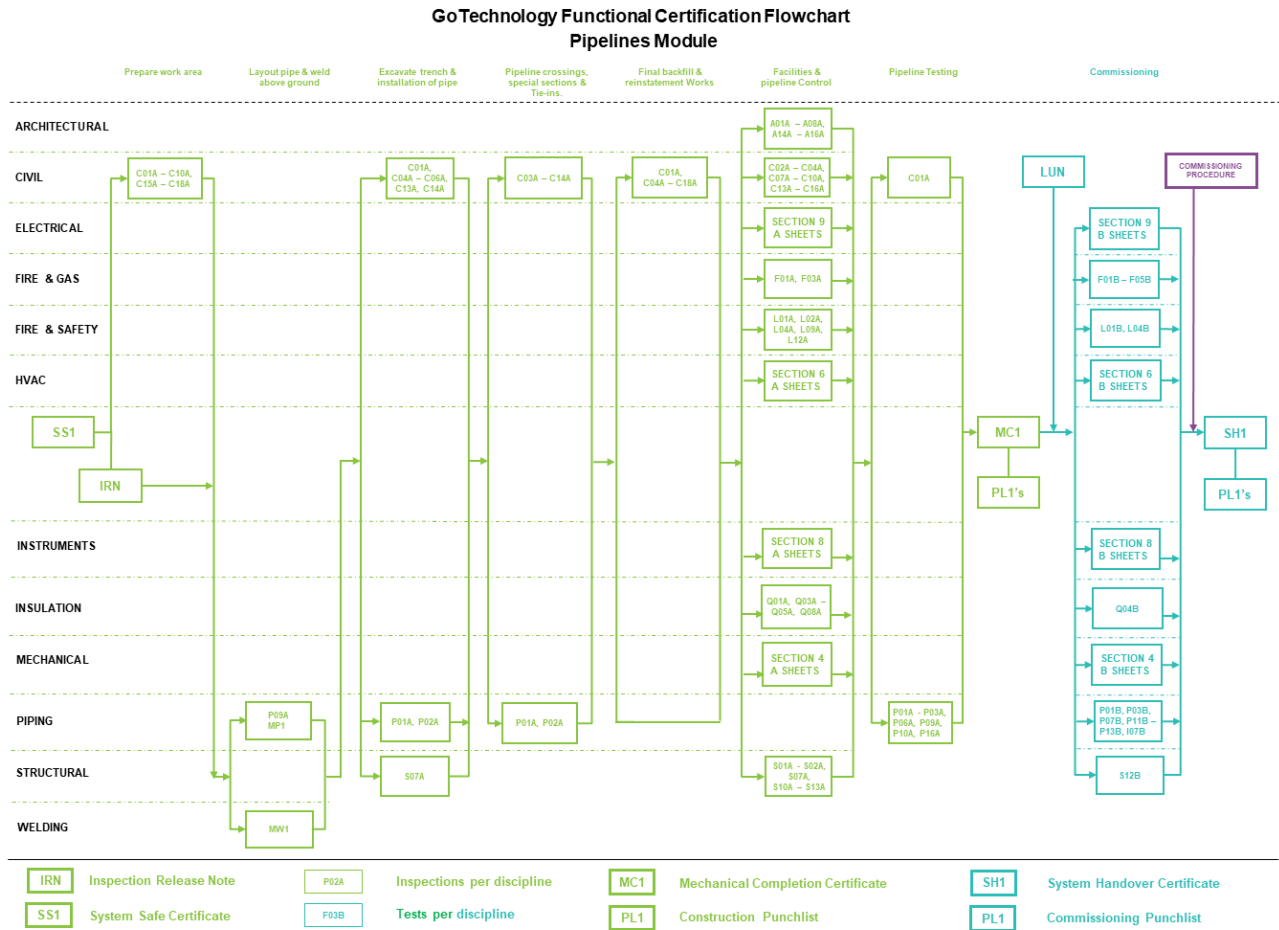 GoTechnology Functional Certification Flowchart
Pipelines Module
Prepare work area
Layout pipe & weld
above ground
Excavate trench &
installation of pipe
Pipeline crossings,
special sections &
Tie-ins.
Final backfill &
reinstatement Works
Facilities &
pipeline Control
Pipeline Testing
Commissioning
ARCHITECTURAL
A01A – A08A,
A14A – A16A
CIVIL
C01A – C10A,
C15A – C18A
C01A,
C04A – C06A,
C13A, C14A
C03A – C14A
C01A,
C04A – C18A
C02A – C04A,
C07A – C10A,
C13A – C16A
C01A
LUN
COMMISSIONING
PROCEDURE
ELECTRICAL
SECTION 9
A SHEETS
SECTION 9
B SHEETS
FIRE & GAS
F01A, F03A
F01B – F05B
FIRE & SAFETY
L01A, L02A,
L04A, L09A,
L12A
L01B, L04B
HVAC
SECTION 6
A SHEETS
SECTION 6
B SHEETS
SS1
MC1
SH1
IRN
PL1's
PL1's
INSTRUMENTS
SECTION 8
A SHEETS
SECTION 8
B SHEETS
INSULATION
Q01A, Q03A –
Q05A, Q08A
Q04B
MECHANICAL
SECTION 4
A SHEETS
SECTION 4
B SHEETS
PIPING
P09A
MP1
P01A, P02A
P01A, P02A
P01A - P03A,
P06A, P09A,
P10A, P16A
P01B, P03B,
P07B, P11B –
P13B, I07B
STRUCTURAL
S07A
S01A - S02A,
S07A,
S10A – S13A
S12B
WELDING
MW1
IRN
Inspection Release Note
P02A
Inspections per discipline
MC1
Mechanical Completion Certificate
SH1
System Handover Certificate
SS1
System Safe Certificate
F03B
Tests per discipline
PL1
Construction Punchlist
PL1
Commissioning Punchlist